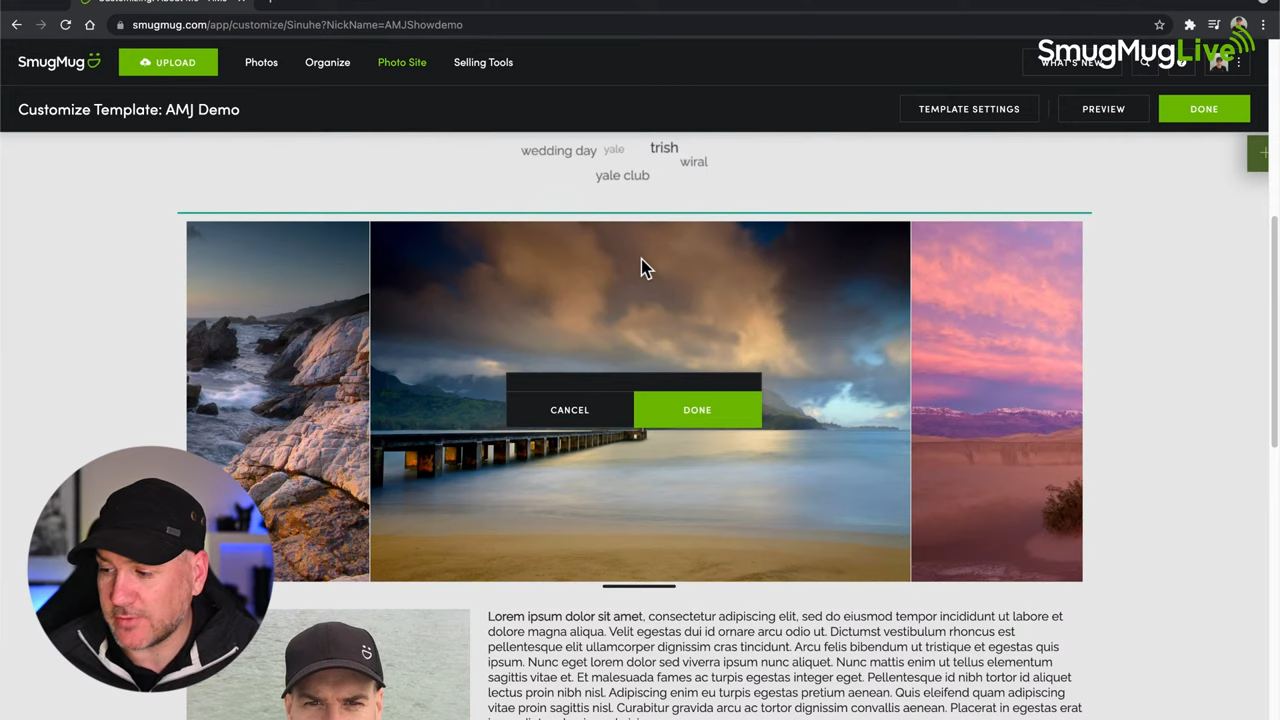 Customizing: About Me - AMJ
smugmug.com/app/customize/Sinuhe?NickName=AMJShowdemo
SmugMug
UPLOAD
Photos
Organize
Photo Site
Selling Tools
WHAT'S NEW
SmugMugLive
Customize Template: AMJ Demo
TEMPLATE SETTINGS
PREVIEW
DONE
wedding day yale trish
wiral
yale club
CANCEL
DONE
Lorem ipsum dolor sit amet, consectetur adipiscing elit, sed do eiusmod tempor incididunt ut labore et
dolore magna aliqua. Velit egestas dui id ornare arcu odio ut. Dictumst vestibulum rhoncus est
pellentesque elit ullamcorper dignissim cras tincidunt. Arcu felis bibendum ut tristique et egestas quis
ipsum. Nunc eget lorem dolor sed viverra ipsum nunc aliquet. Nunc mattis enim ut tellus elementum
sagittis vitae et. Et malesuada fames ac turpis egestas integer eget. Pellentesque id nibh tortor id aliquet
lectus proin nibh nisl. Adipiscing enim eu turpis egestas pretium aenean. Quis eleifend quam adipiscing
vitae proin sagittis nisl. Curabitur gravida arcu ac tortor dignissim convallis aenean. Placerat in egestas erat